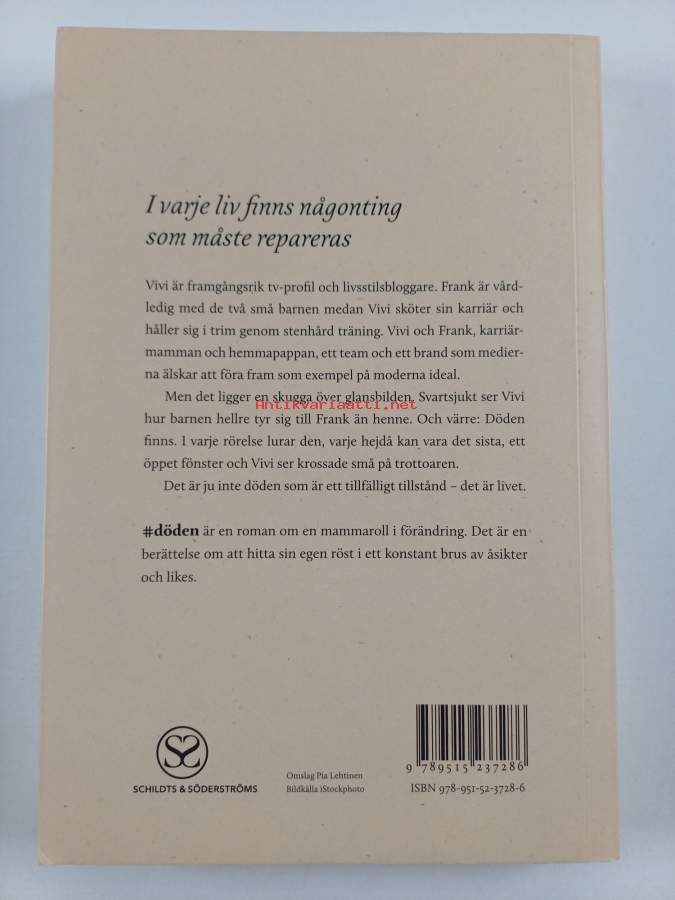 I varje liv finns någonting
som måste repareras
Vivi är framgångsrik tv-profil och livsstilsbloggare. Frank är vård-
ledig med de två små barnen medan Vivi sköter sin karriär och
håller sig i trim genom stenhård träning. Vivi och Frank, karriär-
mamman och hemmapappan, ett team och ett brand som medier-
na älskar att föra fram som exempel på moderna ideal.
Men det ligger en skugga över glansbilden. Svartsjukt ser Vivi
Antikvariaatti.net
hur barnen hellre tyr sig till Frank än henne. Och värre: Döden
finns. I varje rörelse lurar den, varje hejdå kan vara det sista, ett
öppet fönster och Vivi ser krossade små på trottoaren.
Det är ju inte döden som är ett tillfälligt tillstånd – det är livet.
#döden är en roman om en mammaroll i förändring. Det är en
berättelse om att hitta sin egen röst i ett konstant brus av åsikter
och likes.
SS
SCHILDTS & SÖDERSTRÖMS
Omslag Pia Lehtinen
Bildkälla iStockphoto
9 789515 237286
ISBN 978-951-52-3728-6